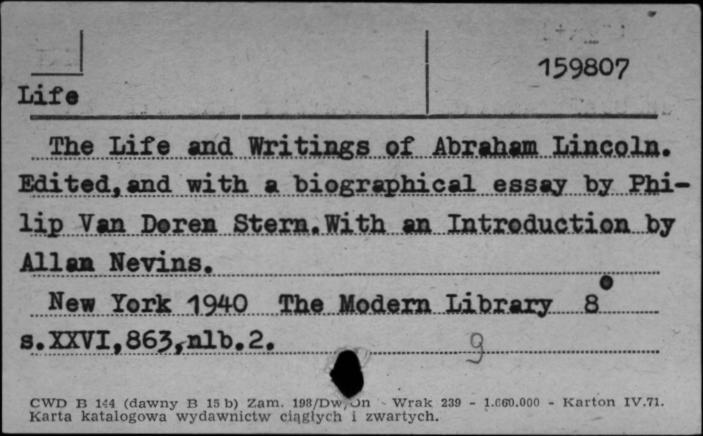 159807
Life
The Life and Writings of Abraham Lincoln.
Edited, and with a biographical essay by Phi-
lip Van Doren Stern. With an Introduction by
Allan Nevins.
New York 1940 The Modern Library 8°
s. XXVI, 863, nlb. 2.
g
CWD B 144 (dawny B 15 b) Zam. 198/Dw/Dn - Wrak 239 - 1.660.000 - Karton IV.71.
Karta katalogowa wydawnictw ciągłych i zwartych.